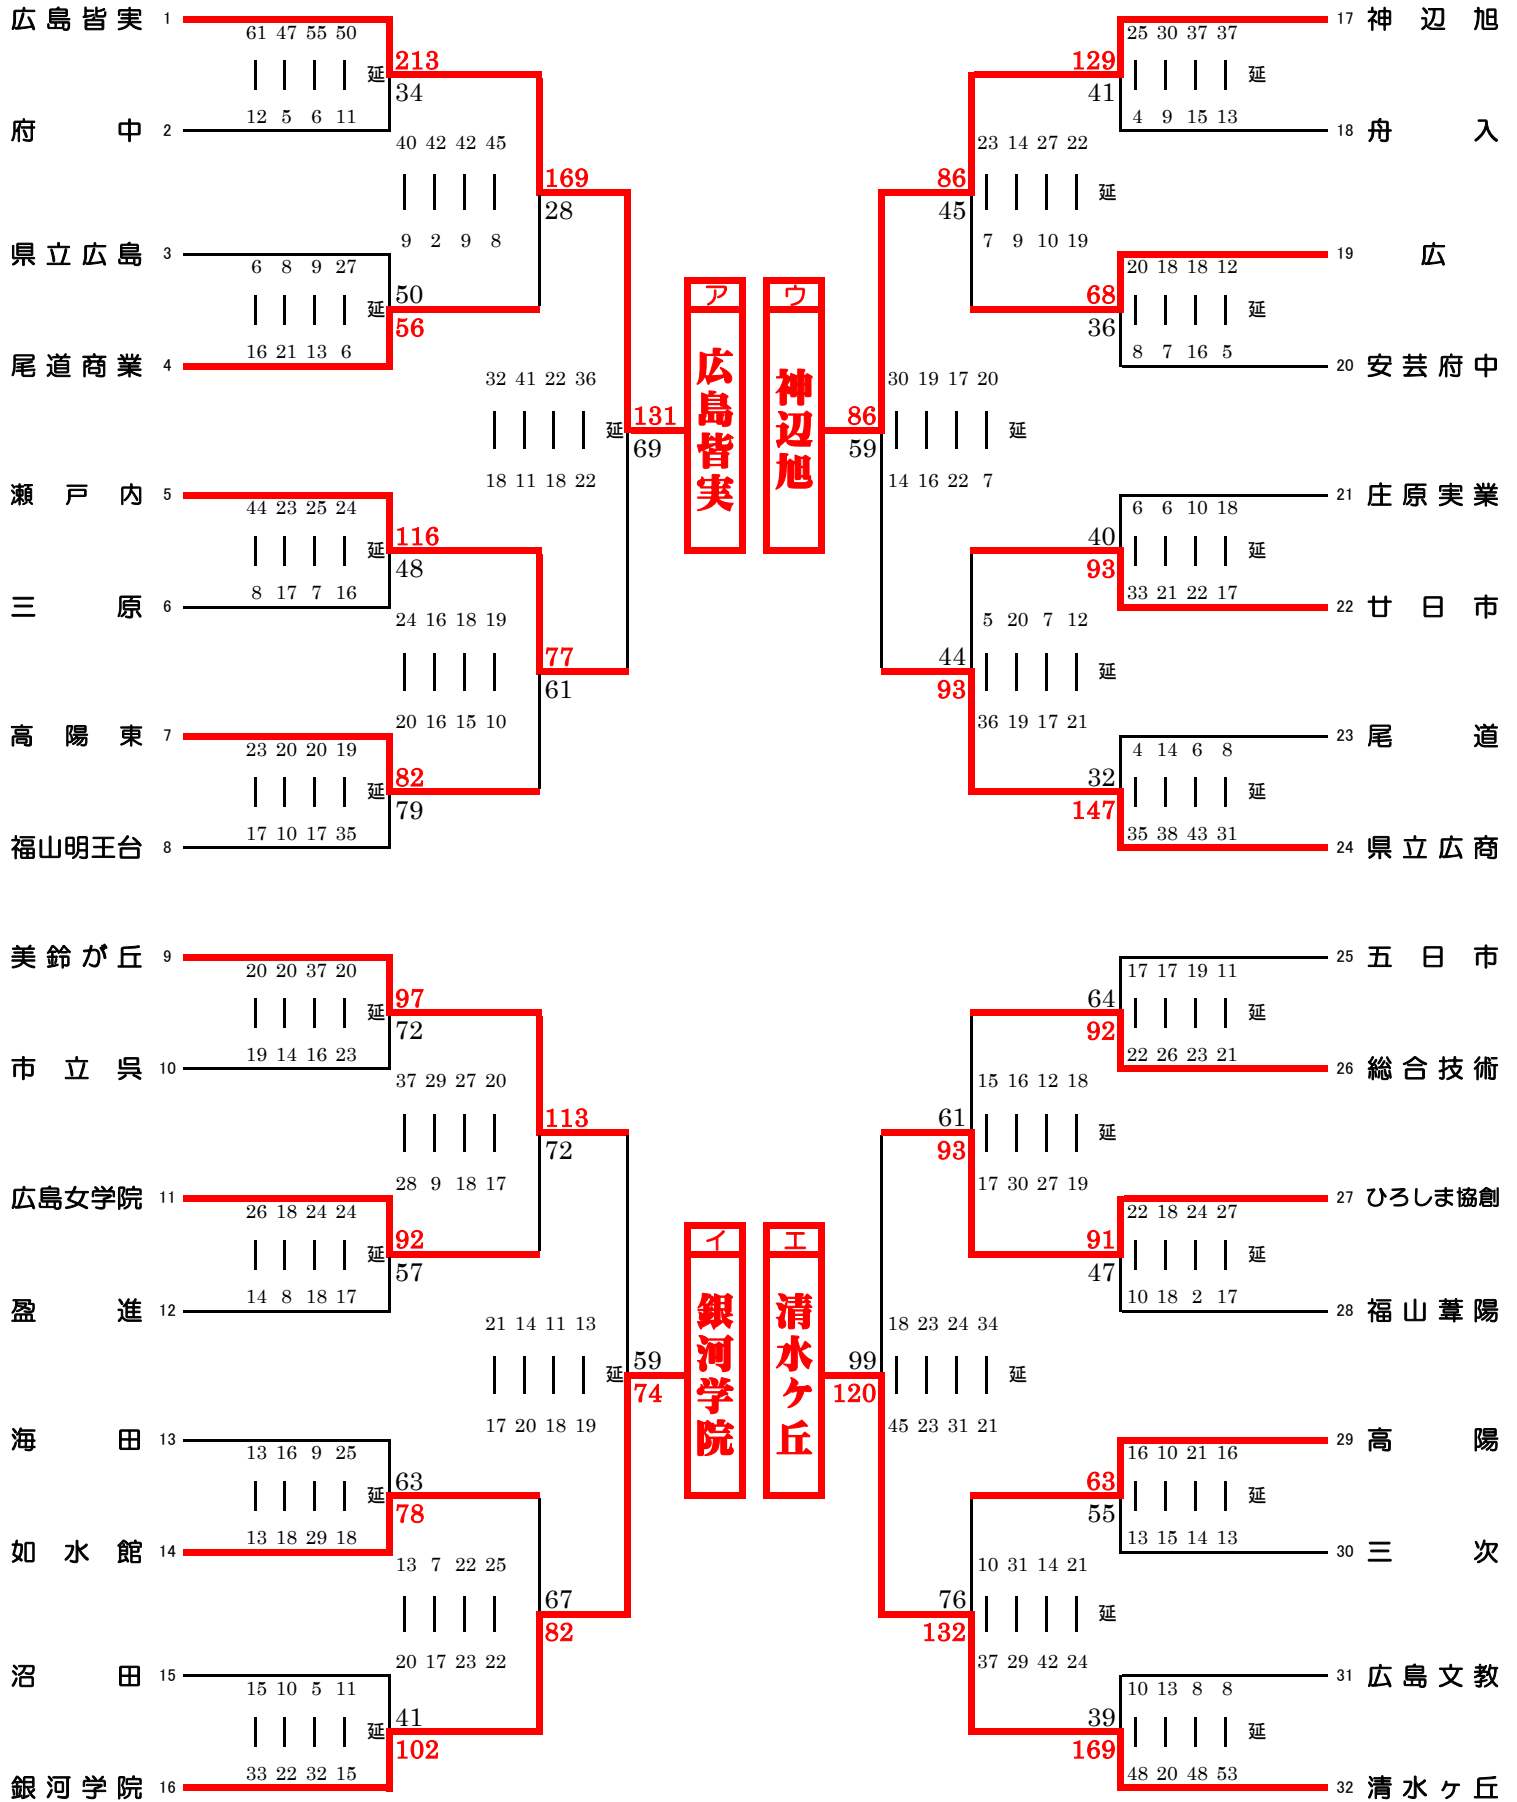 広島皆実 1
61 47 55 50
延
213
34
12 5 6 11
府中 2
40 42 42 45
169
28
9 2 9 8
県立広島 3
6 8 9 27
延
50
56
16 21 13 6
尾道商業 4
32 41 22 36
延
131
69
18 11 18 22
瀬戸内 5
44 23 25 24
延
116
48
8 17 7 16
三原 6
24 16 18 19
77
61
20 16 15 10
高陽東 7
23 20 20 19
延
82
79
17 10 17 35
福山明王台 8
ア
広島皆実
美鈴が丘 9
20 20 37 20
延
97
72
19 14 16 23
市立呉 10
37 29 27 20
113
72
28 9 18 17
広島女学院 11
26 18 24 24
延
92
57
14 8 18 17
盈進 12
21 14 11 13
延
59
74
17 20 18 19
海田 13
13 16 9 25
延
63
78
13 18 29 18
如水館 14
13 7 22 25
67
82
20 17 23 22
沼田 15
15 10 5 11
延
41
102
33 22 32 15
銀河学院 16
イ
銀河学院
17 神辺旭
25 30 37 37
延
129
41
4 9 15 13
18 舟入
23 14 27 22
延
86
45
7 9 10 19
19 広
20 18 18 12
延
68
36
8 7 16 5
20 安芸府中
30 19 17 20
延
86
59
14 16 22 7
21 庄原実業
6 6 10 18
延
40
93
33 21 22 17
22 廿日市
5 20 7 12
延
44
93
36 19 17 21
23 尾道
4 14 6 8
延
32
147
35 38 43 31
24 県立広商
ウ
神辺旭
25 五日市
17 17 19 11
延
64
92
22 26 23 21
26 総合技術
15 16 12 18
延
61
93
17 30 27 19
27 ひろしま協創
22 18 24 27
延
91
47
10 18 2 17
28 福山葦陽
18 23 24 34
延
99
120
45 23 31 21
29 高陽
16 10 21 16
延
63
55
13 15 14 13
30 三次
10 31 14 21
延
76
132
37 29 42 24
31 広島文教
10 13 8 8
延
39
169
48 20 48 53
32 清水ヶ丘
エ
清水ケ丘